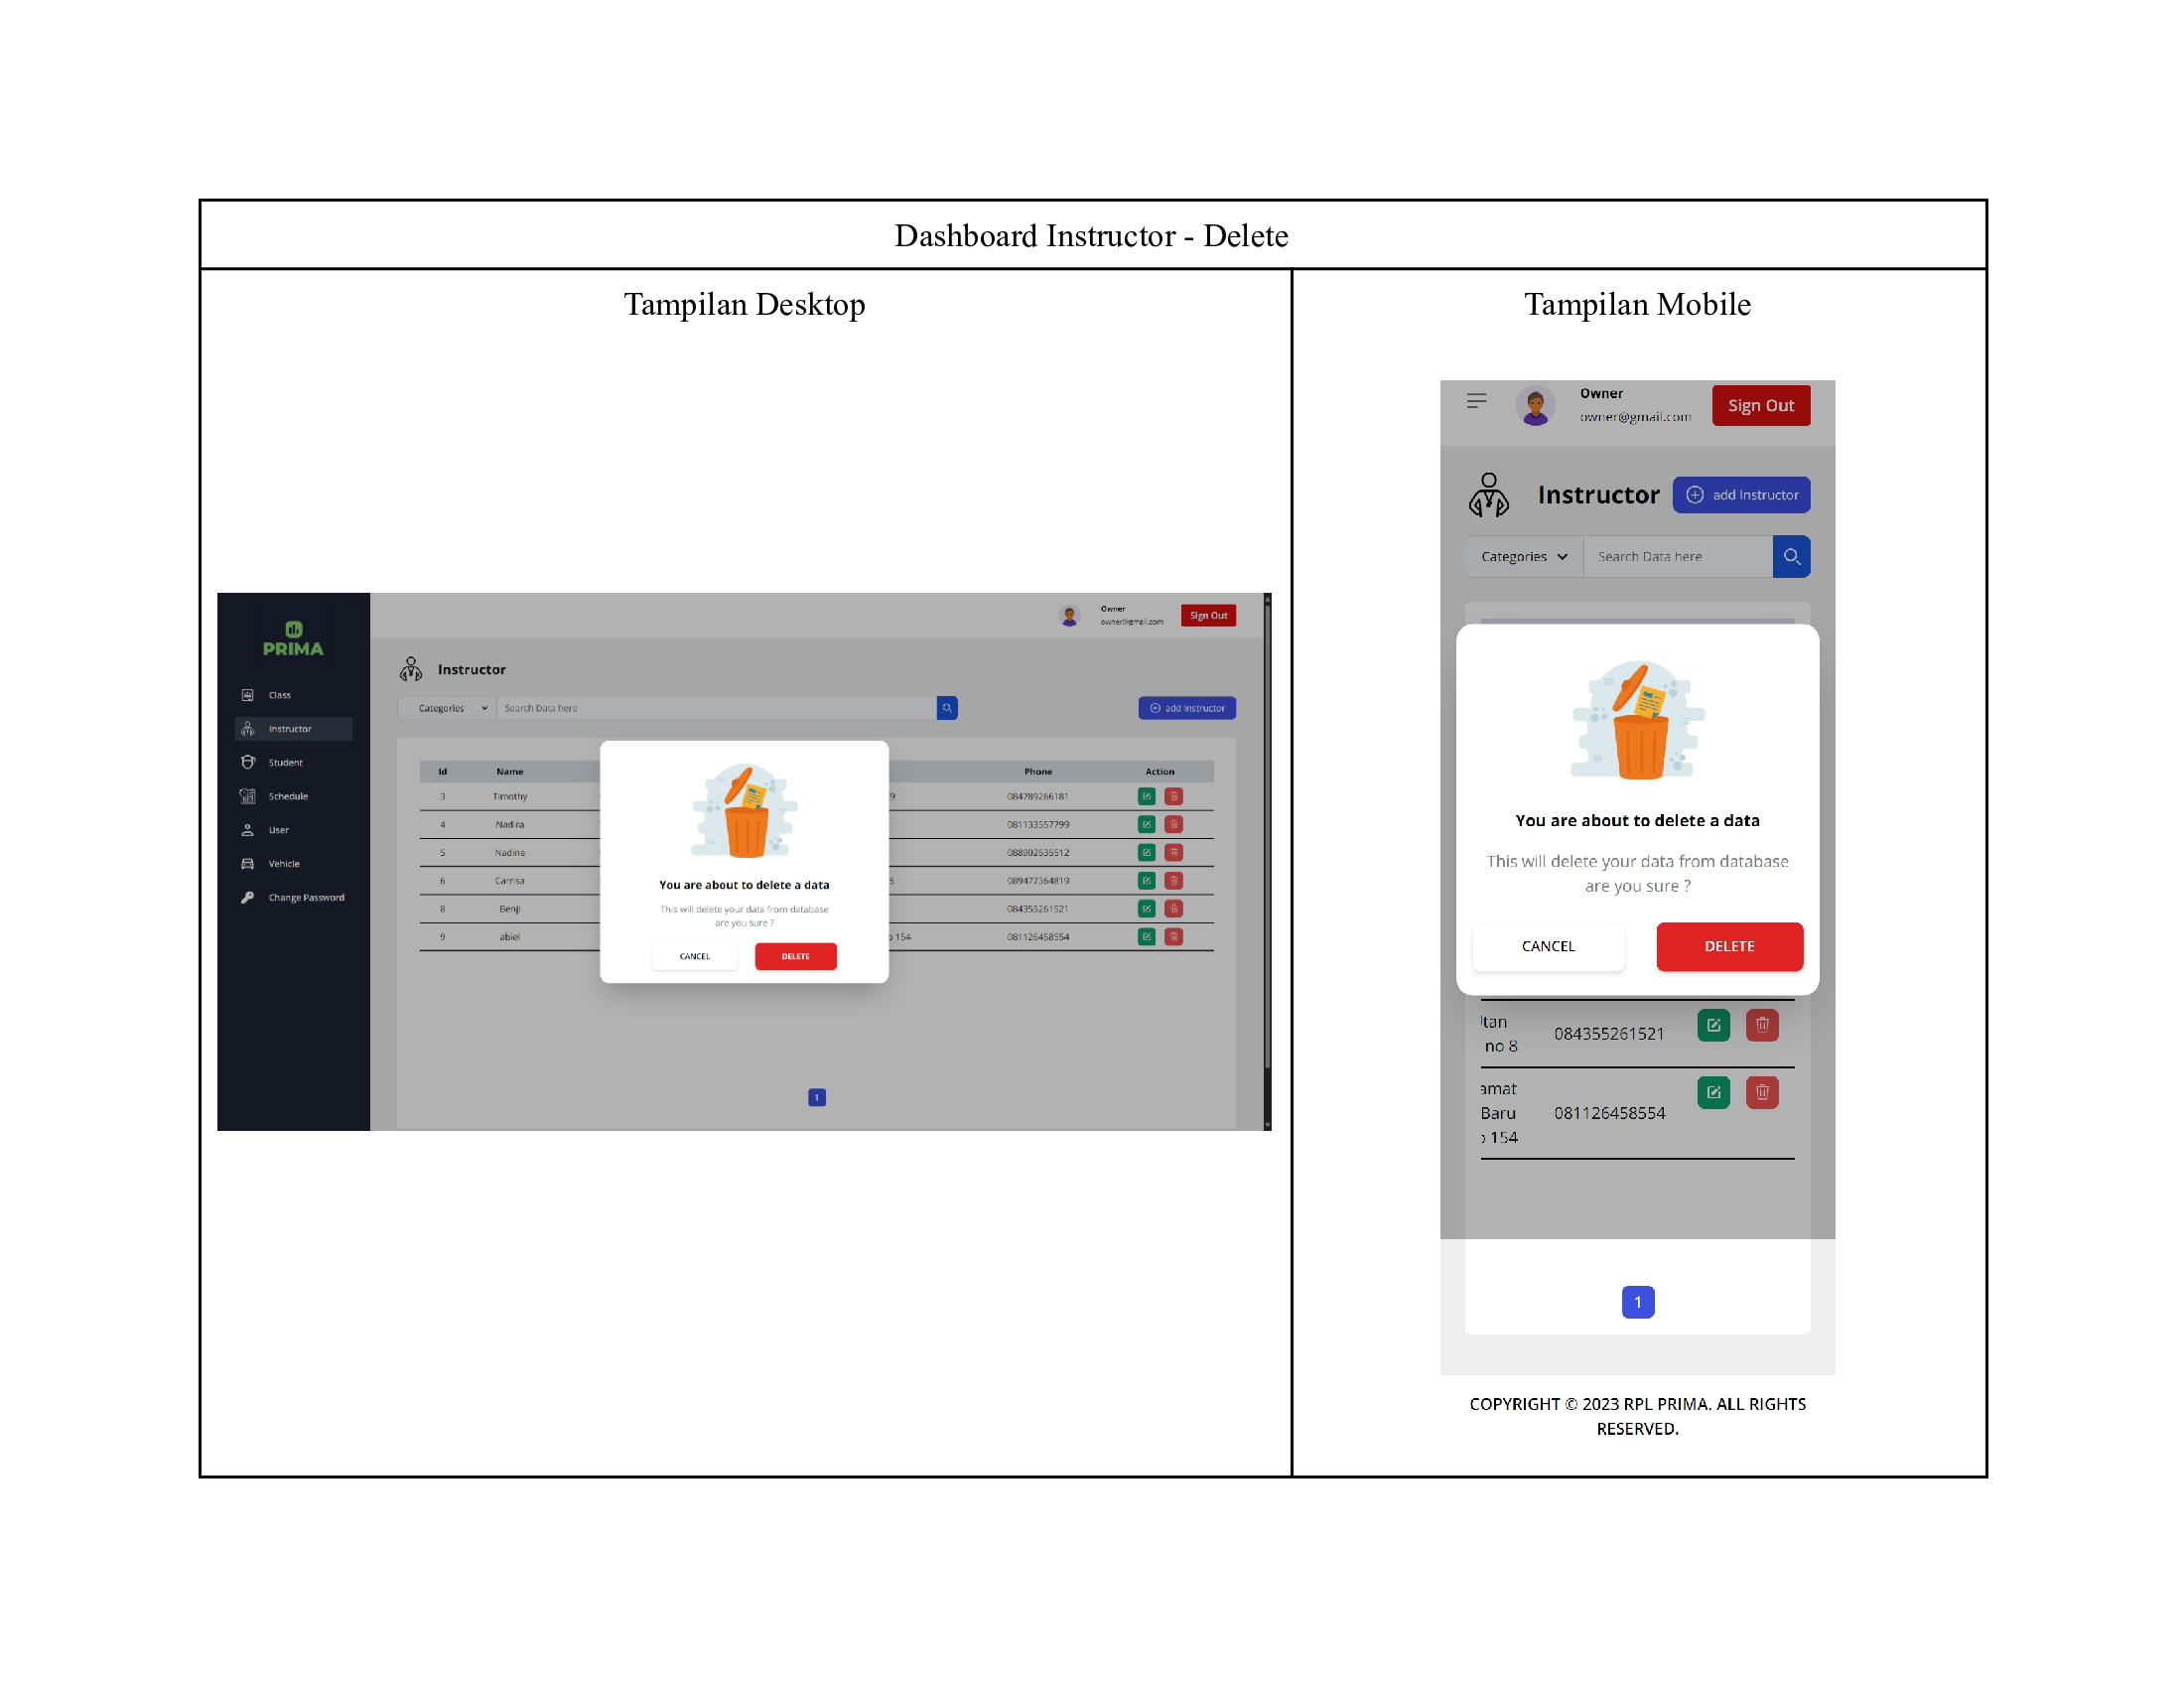 Dashboard Instructor - Delete
Tampilan Desktop
PRIMA
Class
Instructor
Student
Schedule
User
Vehicle
Change Password
Owner
owner@gmail.com
Sign Out
Instructor
Categories
Search Data here
add Instructor
Id Name Phone Action
3 Timothy 9 084789266181
4 Nadira 081133557799
5 Nadine 088902635512
6 Carrisa 5 089477364819
8 Benji 084355261521
9 abiel o 154 081126458554
You are about to delete a data
This will delete your data from database
are you sure ?
CANCEL DELETE
1
Tampilan Mobile
Owner
owner@gmail.com
Sign Out
Instructor
add Instructor
Categories
Search Data here
You are about to delete a data
This will delete your data from database
are you sure ?
CANCEL DELETE
ltan
no 8
084355261521
amat
Baru
o 154
081126458554
1
COPYRIGHT © 2023 RPL PRIMA. ALL RIGHTS
RESERVED.